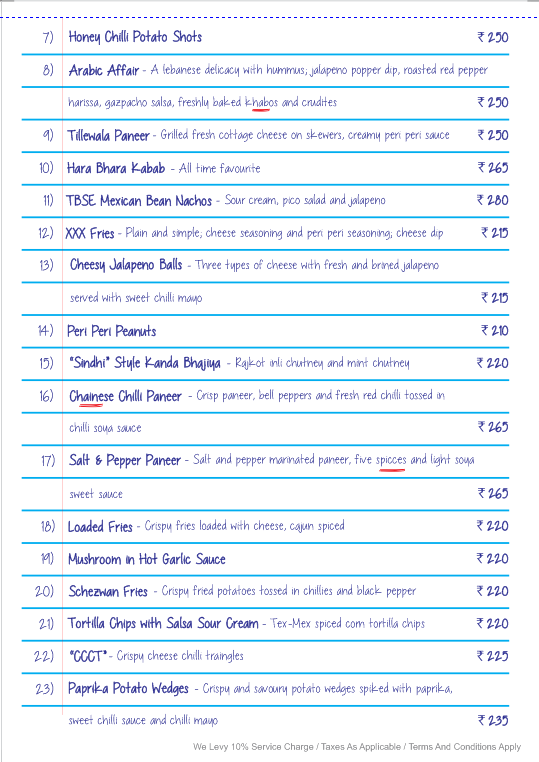 7) Honey Chilli Potato Shots ₹ 250
8) Arabic Affair - A lebanese delicacy with hummus, jalapeno popper dip, roasted red pepper
harissa, gazpacho salsa, freshly baked khabos and crudites ₹ 250
9) Tillewala Paneer - Grilled fresh cottage cheese on skewers, creamy peri peri sauce ₹ 250
10) Hara Bhara Kabab - All time favourite ₹ 265
11) TBSE Mexican Bean Nachos - Sour cream, pico salad and jalapeno ₹ 280
12) XXX Fries - Plain and simple; cheese seasoning and peri peri seasoning; cheese dip ₹ 215
13) Cheesy Jalapeno Balls - Three types of cheese with fresh and brined jalapeno
served with sweet chilli mayo ₹ 215
14) Peri Peri Peanuts ₹ 210
15) "Sindhi" Style Kanda Bhajiya - Rajkot imli chutney and mint chutney ₹ 220
16) Chainese Chilli Paneer - Crisp paneer, bell peppers and fresh red chilli tossed in
chilli soya sauce ₹ 265
17) Salt & Pepper Paneer - Salt and pepper marinated paneer, five spicces and light soya
sweet sauce ₹ 265
18) Loaded Fries - Crispy fries loaded with cheese, cajun spiced ₹ 220
19) Mushroom in Hot Garlic Sauce ₹ 220
20) Schezwan Fries - Crispy fried potatoes tossed in chillies and black pepper ₹ 220
21) Tortilla Chips with Salsa Sour Cream - Tex-Mex spiced corn tortilla chips ₹ 220
22) "CCCT" - Crispy cheese chilli traingles ₹ 225
23) Paprika Potato Wedges - Crispy and savoury potato wedges spiked with paprika,
sweet chilli sauce and chilli mayo ₹ 235
We Levy 10% Service Charge / Taxes As Applicable / Terms And Conditions Apply